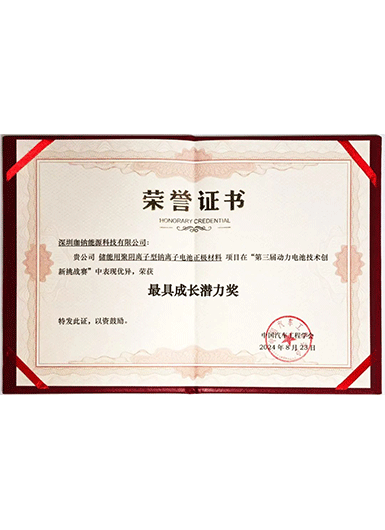 荣誉证书
HONORARY CREDENTIAL
深圳珈钠能源科技有限公司:
贵公司 储能用聚阴离子型钠离子电池正极材料 项目在“第三届动力电池技术创
新挑战赛”中表现优异,荣获
最具成长潜力奖
特发此证,以资鼓励。
中国汽车工程学会
2024年8月23日